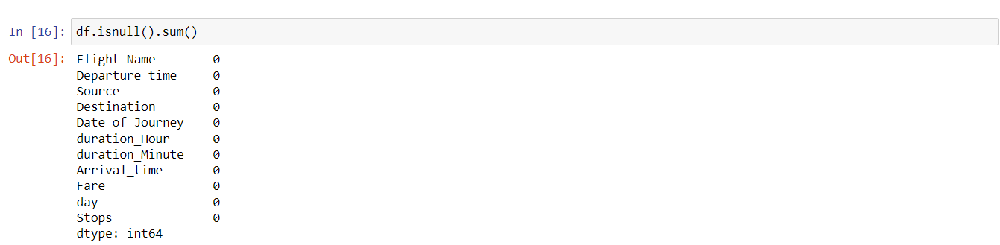 In [16]: df.isnull().sum()
Out[16]: Flight Name 0
Departure time 0
Source 0
Destination 0
Date of Journey 0
duration_Hour 0
duration_Minute 0
Arrival_time 0
Fare 0
day 0
Stops 0
dtype: int64